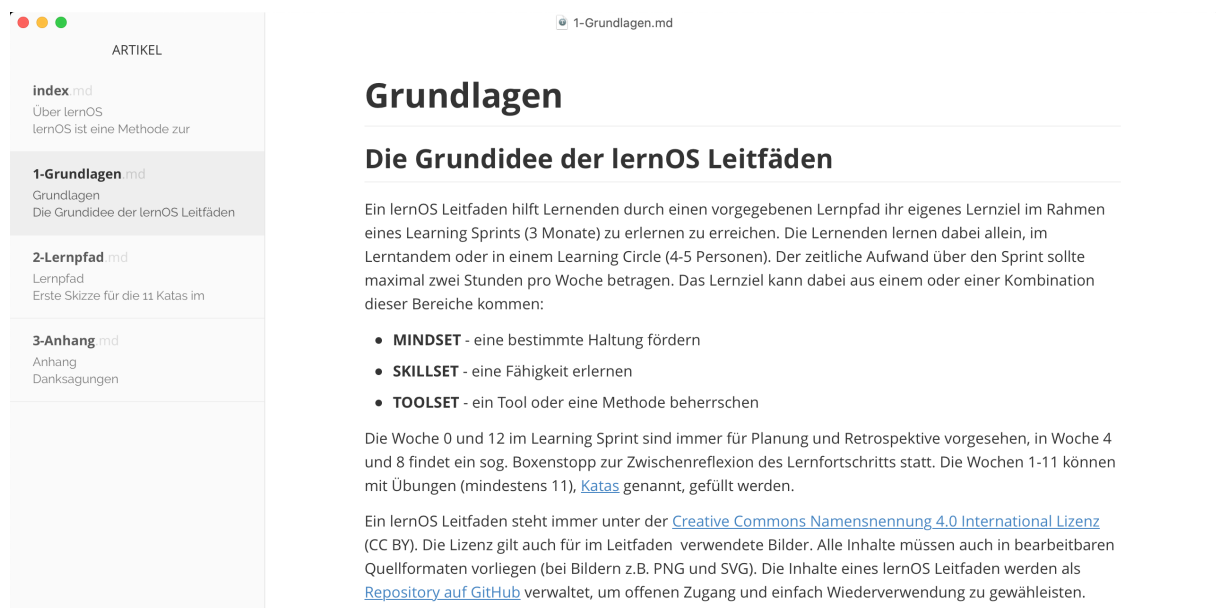 1-Grundlagen.md
ARTIKEL
index.md
Über lernOS
lernOS ist eine Methode zur
1-Grundlagen.md
Grundlagen
Die Grundidee der lernOS Leitfäden
2-Lernpfad.md
Lernpfad
Erste Skizze für die 11 Katas im
3-Anhang.md
Anhang
Danksagungen
Grundlagen
Die Grundidee der lernOS Leitfäden
Ein lernOS Leitfaden hilft Lernenden durch einen vorgegebenen Lernpfad ihr eigenes Lernziel im Rahmen
eines Learning Sprints (3 Monate) zu erlernen zu erreichen. Die Lernenden lernen dabei allein, im
Lerntandem oder in einem Learning Circle (4-5 Personen). Der zeitliche Aufwand über den Sprint sollte
maximal zwei Stunden pro Woche betragen. Das Lernziel kann dabei aus einem oder einer Kombination
dieser Bereiche kommen:
• MINDSET - eine bestimmte Haltung fördern
• SKILLSET - eine Fähigkeit erlernen
• TOOLSET - ein Tool oder eine Methode beherrschen
Die Woche 0 und 12 im Learning Sprint sind immer für Planung und Retrospektive vorgesehen, in Woche 4
und 8 findet ein sog. Boxenstopp zur Zwischenreflexion des Lernfortschritts statt. Die Wochen 1-11 können
mit Übungen (mindestens 11), Katas genannt, gefüllt werden.
Ein lernOS Leitfaden steht immer unter der Creative Commons Namensnennung 4.0 International Lizenz
(CC BY). Die Lizenz gilt auch für im Leitfaden verwendete Bilder. Alle Inhalte müssen auch in bearbeitbaren
Quellformaten vorliegen (bei Bildern z.B. PNG und SVG). Die Inhalte eines lernOS Leitfaden werden als
Repository auf GitHub verwaltet, um offenen Zugang und einfach Wiederverwendung zu gewähleisten.